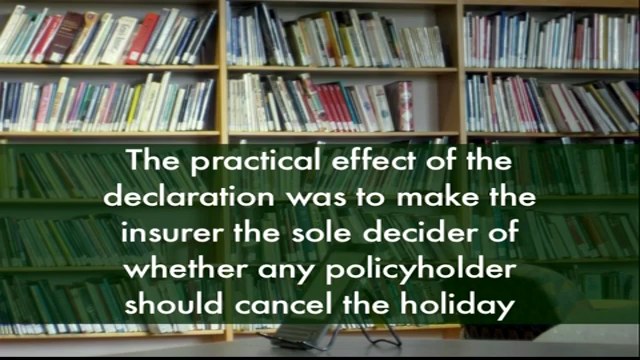 The practical effect of the
declaration was to make the
insurer the sole decider of
whether any policyholder
should cancel the holiday